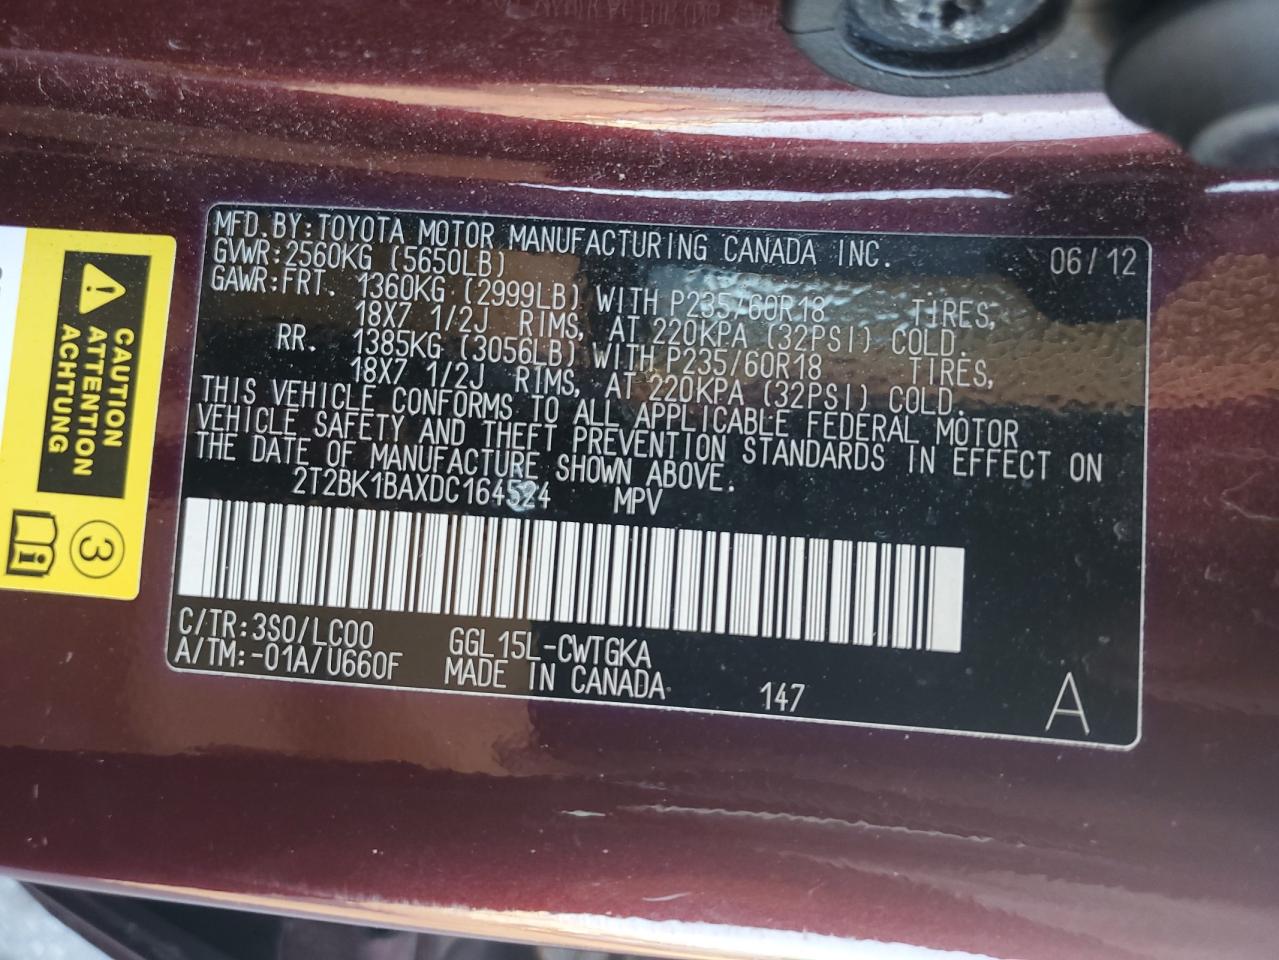 MFD.BY:TOYOTA MOTOR MANUFACTURING CANADA INC. 06/12
GVWR:2560KG (5650LB)
GAWR:FRT. 1360KG (2999LB) WITH P235/60R18 TIRES,
18X7 1/2J RIMS, AT 220KPA (32PSI) COLD.
RR. 1385KG (3056LB) WITH P235/60R18 TIRES,
18X7 1/2J RIMS, AT 220KPA (32PSI) COLD.
THIS VEHICLE CONFORMS TO ALL APPLICABLE FEDERAL MOTOR
VEHICLE SAFETY AND THEFT PREVENTION STANDARDS IN EFFECT ON
THE DATE OF MANUFACTURE SHOWN ABOVE.
2T2BK1BAXDC164524 MPV
C/TR:3S0/LC00 GGL15L-CWTGKA
A/TM:-01A/U660F MADE IN CANADA 147 A
CAUTION
ATTENTION
ACHTUNG
3